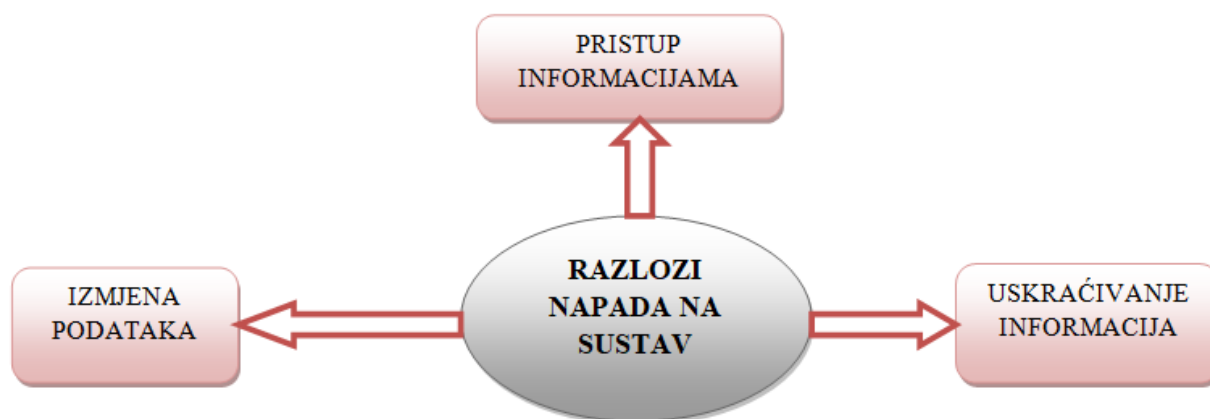 PRISTUP
INFORMACIJAMA
RAZLOZI
NAPADA NA
SUSTAV
IZMJENA
PODATAKA
USKRAĆIVANJE
INFORMACIJA